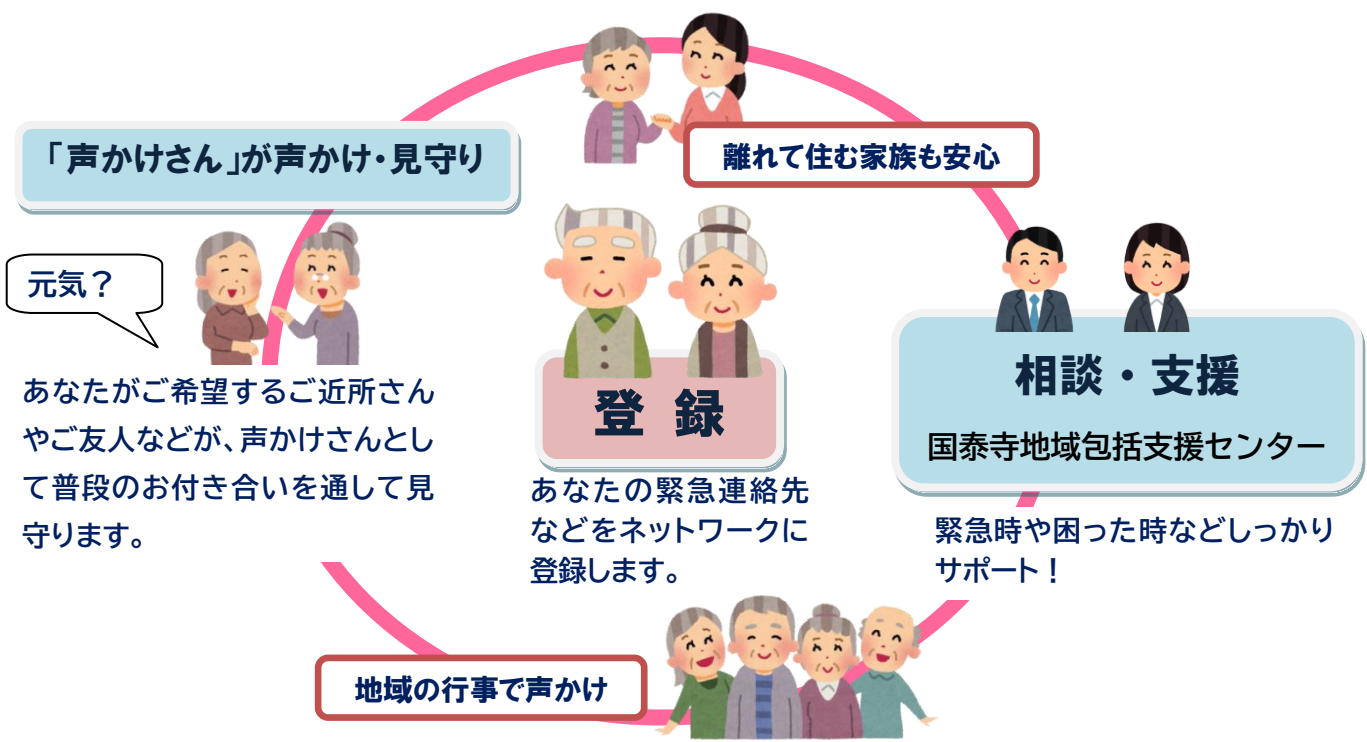 「声かけさん」が声かけ・見守り
離れて住む家族も安心
元気？
あなたがご希望するご近所さん
やご友人などが、声かけさんとし
て普段のお付き合いを通して見
守ります。
登 録
あなたの緊急連絡先
などをネットワークに
登録します。
相談・支援
国泰寺地域包括支援センター
緊急時や困った時などしっかり
サポート！
地域の行事で声かけ